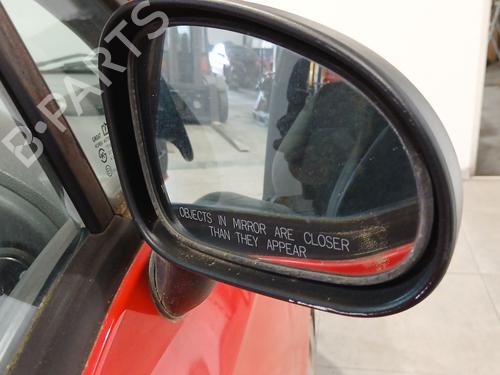 B-PARTS
OBJECTS IN MIRROR ARE CLOSER
THAN THEY APPEAR